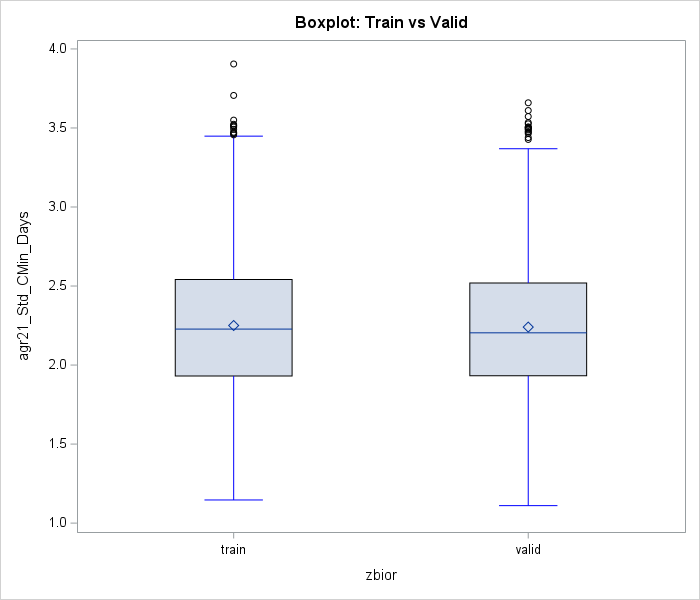 Boxplot: Train vs Valid
4.0
3.5
3.0
2.5
2.0
1.5
1.0
agr21_Std_CMin_Days
train
valid
zbior